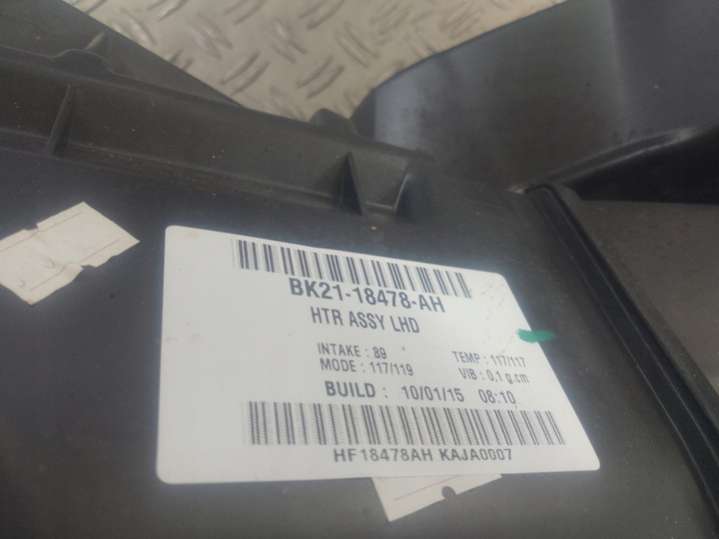 BK21-18478-AH
HTR ASSY LHD
INTAKE : 89 TEMP : 117/117
MODE : 117/119 VIB : 0,1 g.cm
BUILD : 10/01/15 08:10
HF18478AH KAJA0007